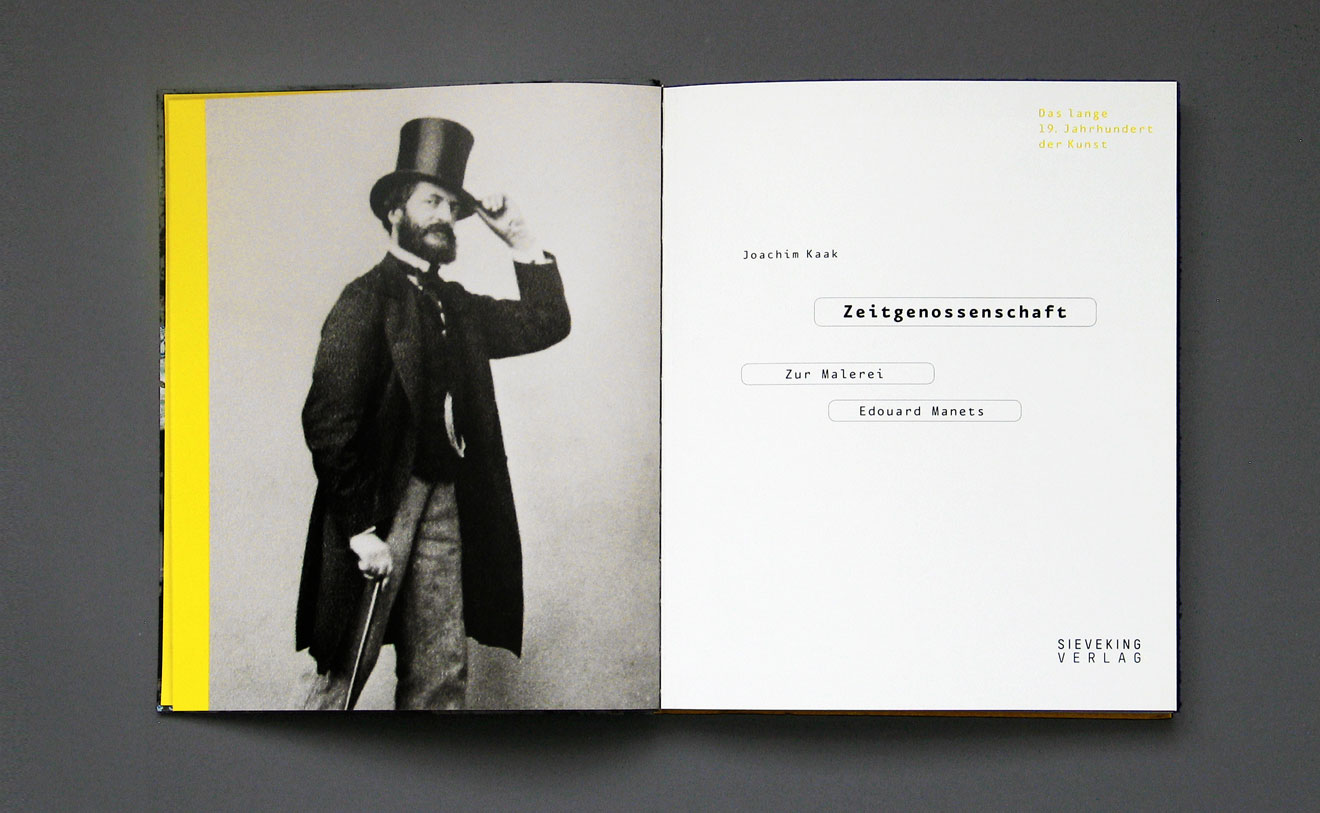 Das lange
19. Jahrhundert
der Kunst
Joachim Kaak
Zeitgenossenschaft
Zur Malerei
Edouard Manets
SIEVEKING
VERLAG